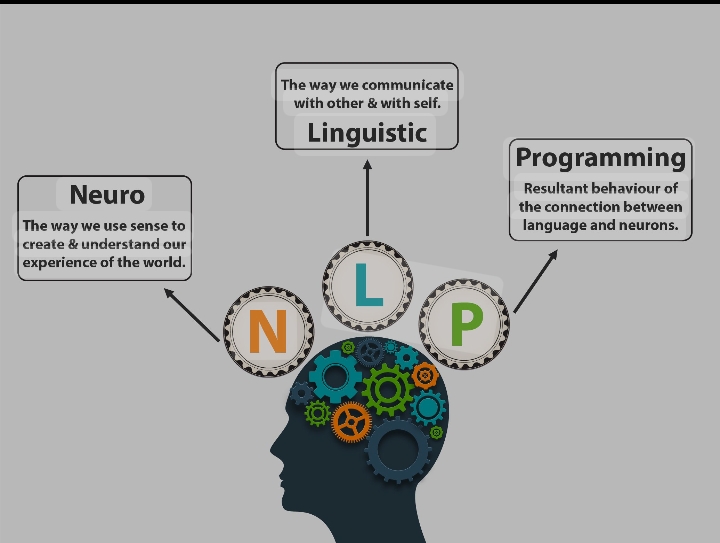 The way we communicate
with other & with self.
Linguistic
Programming
Resultant behaviour of
the connection between
language and neurons.
Neuro
The way we use sense to
create & understand our
experience of the world.
N
L
P